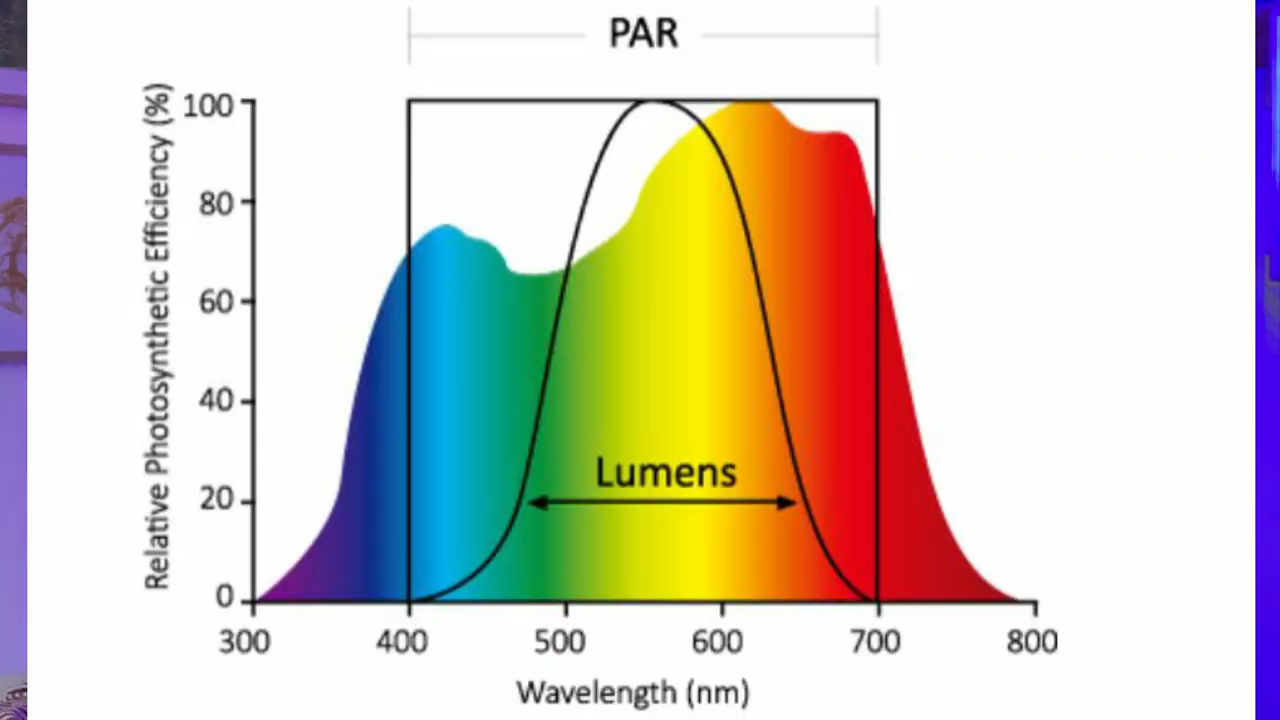 PAR
Relative Photosynthetic Efficiency (%)
100
80
60
40
20
0
Lumens
300 400 500 600 700 800
Wavelength (nm)